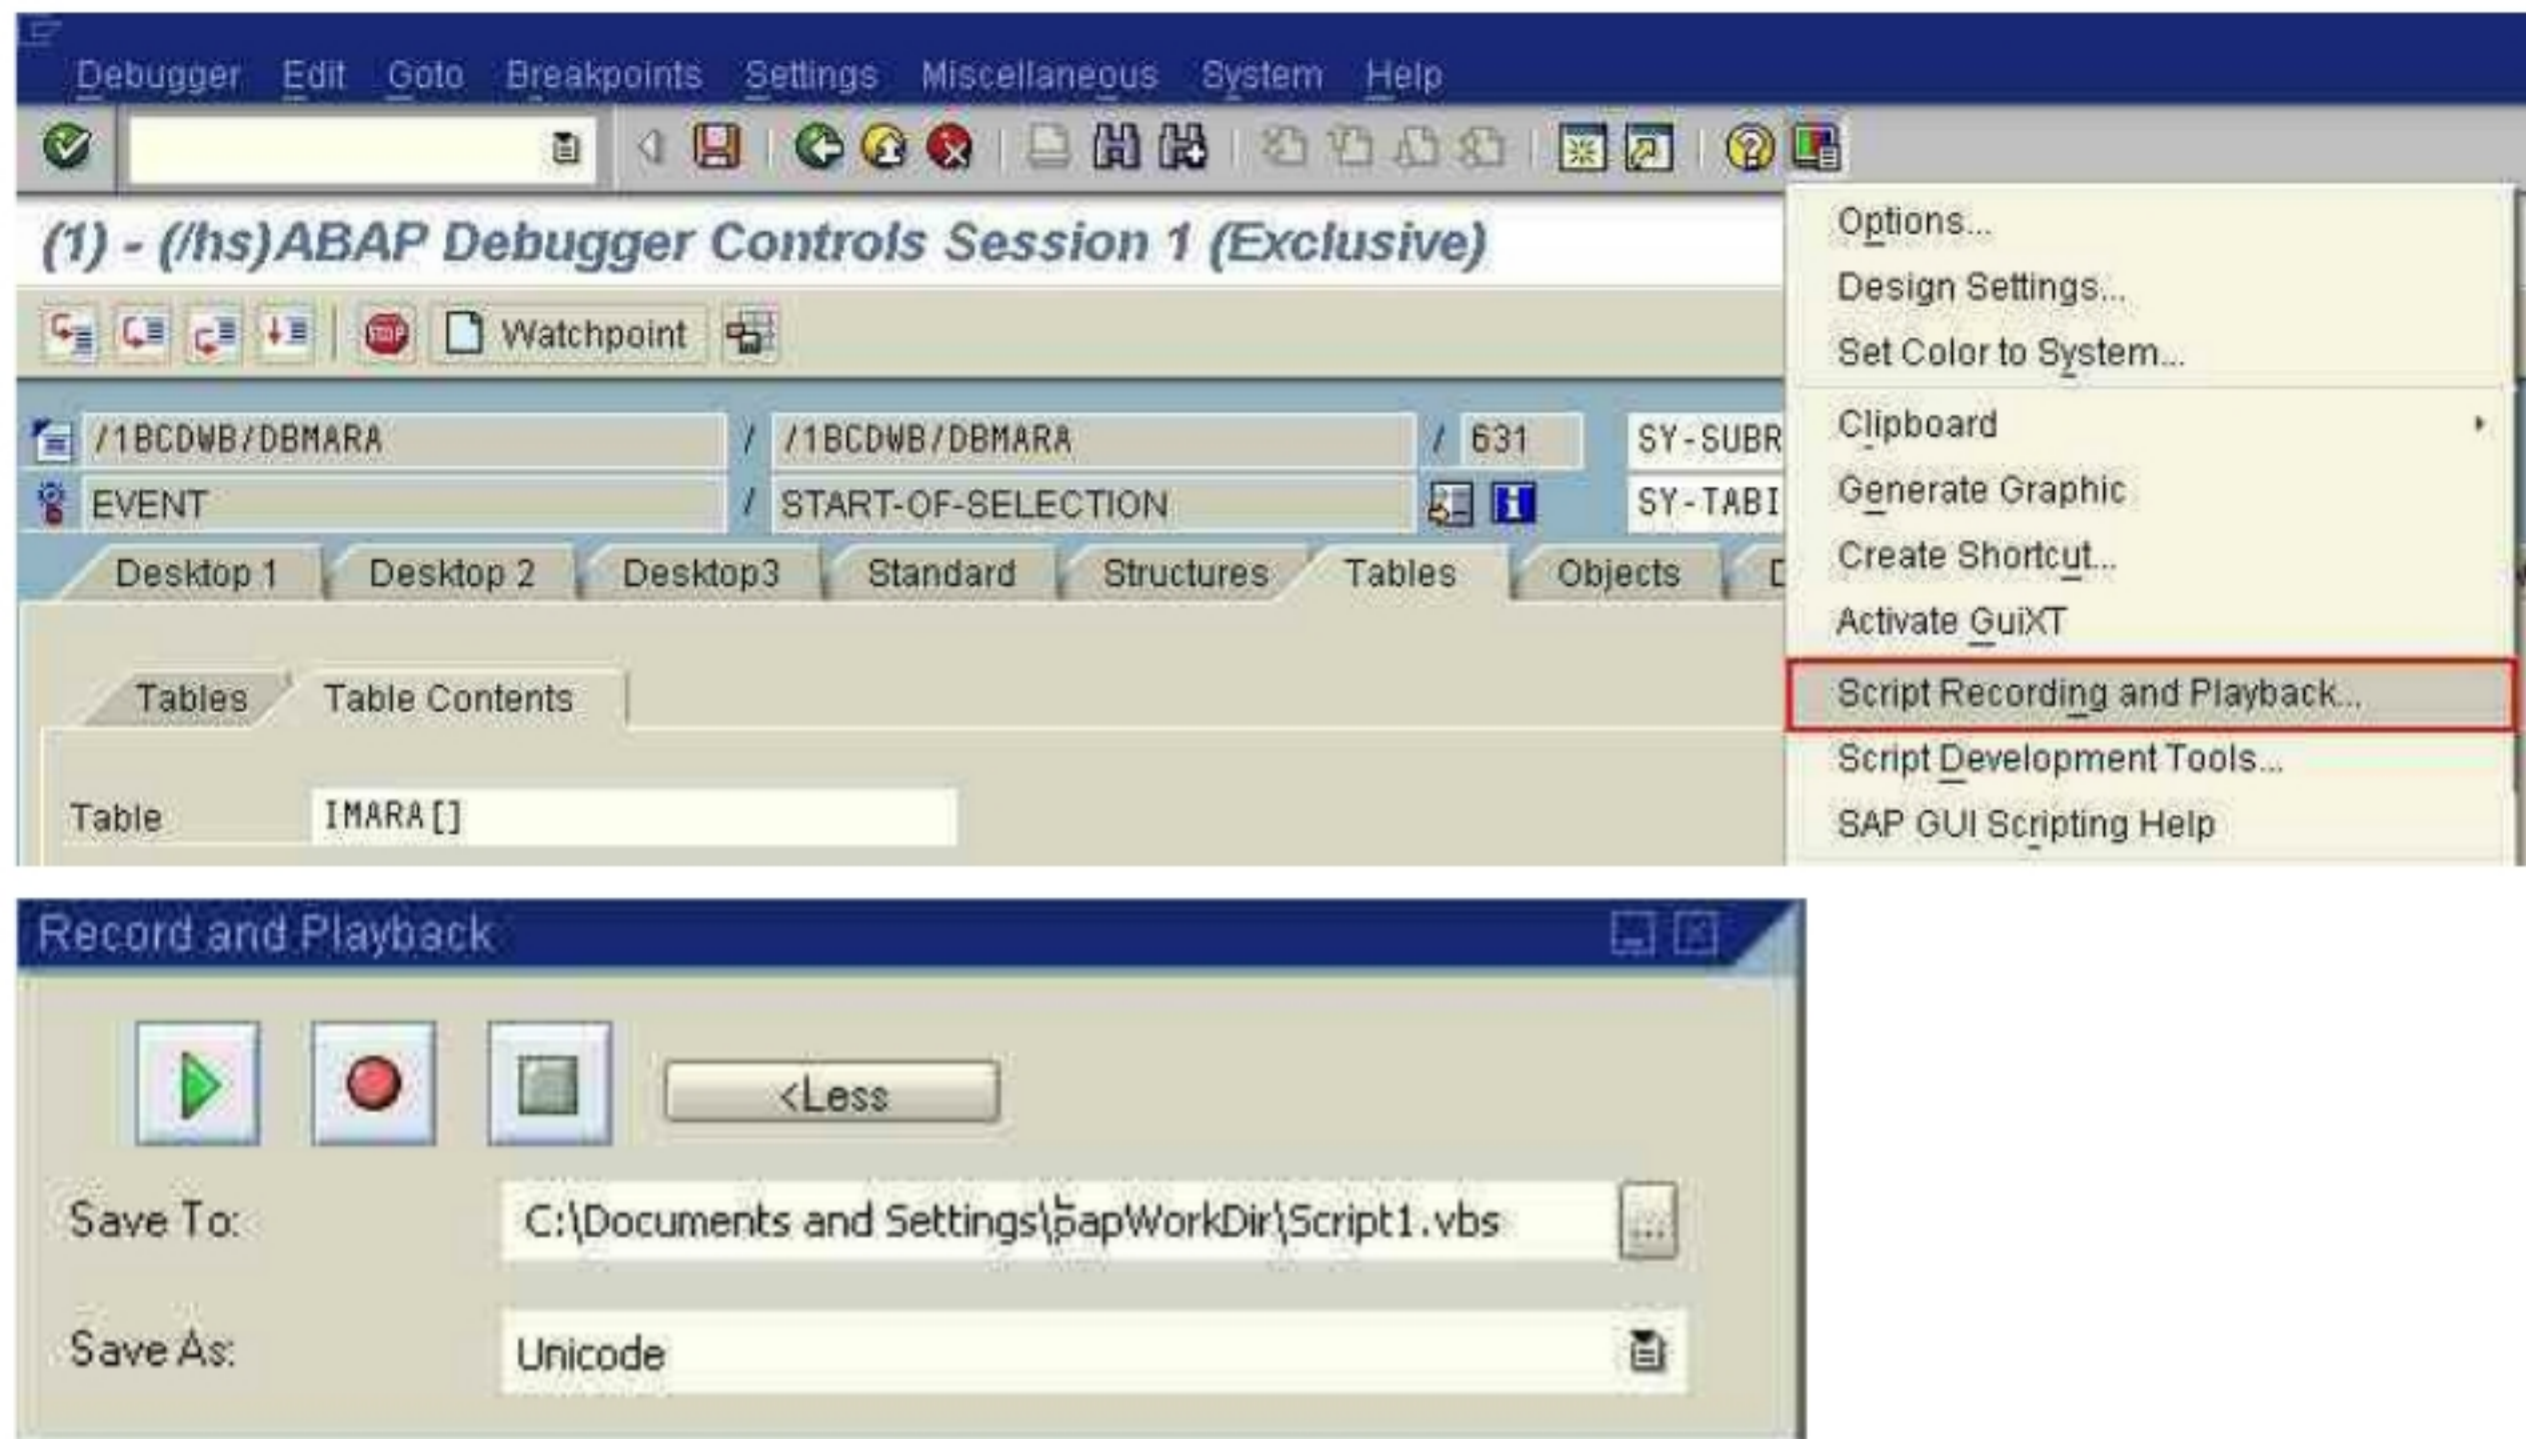 Debugger Edit Goto Breakpoints Settings Miscellaneous System Help
(1) - (/hs)ABAP Debugger Controls Session 1 (Exclusive)
STOP Watchpoint
/1BCDWB/DBMARA / /1BCDWB/DBMARA / 631 SY-SUBR
EVENT / START-OF-SELECTION SY-TABI
Desktop 1 Desktop 2 Desktop3 Standard Structures Tables Objects D
Tables Table Contents
Table IMARA[]
Options...
Design Settings...
Set Color to System...
Clipboard
Generate Graphic
Create Shortcut...
Activate GuiXT
Script Recording and Playback...
Script Development Tools...
SAP GUI Scripting Help
Record and Playback
<Less
Save To: C:\Documents and Settings\SapWorkDir\Script1.vbs
Save As: Unicode